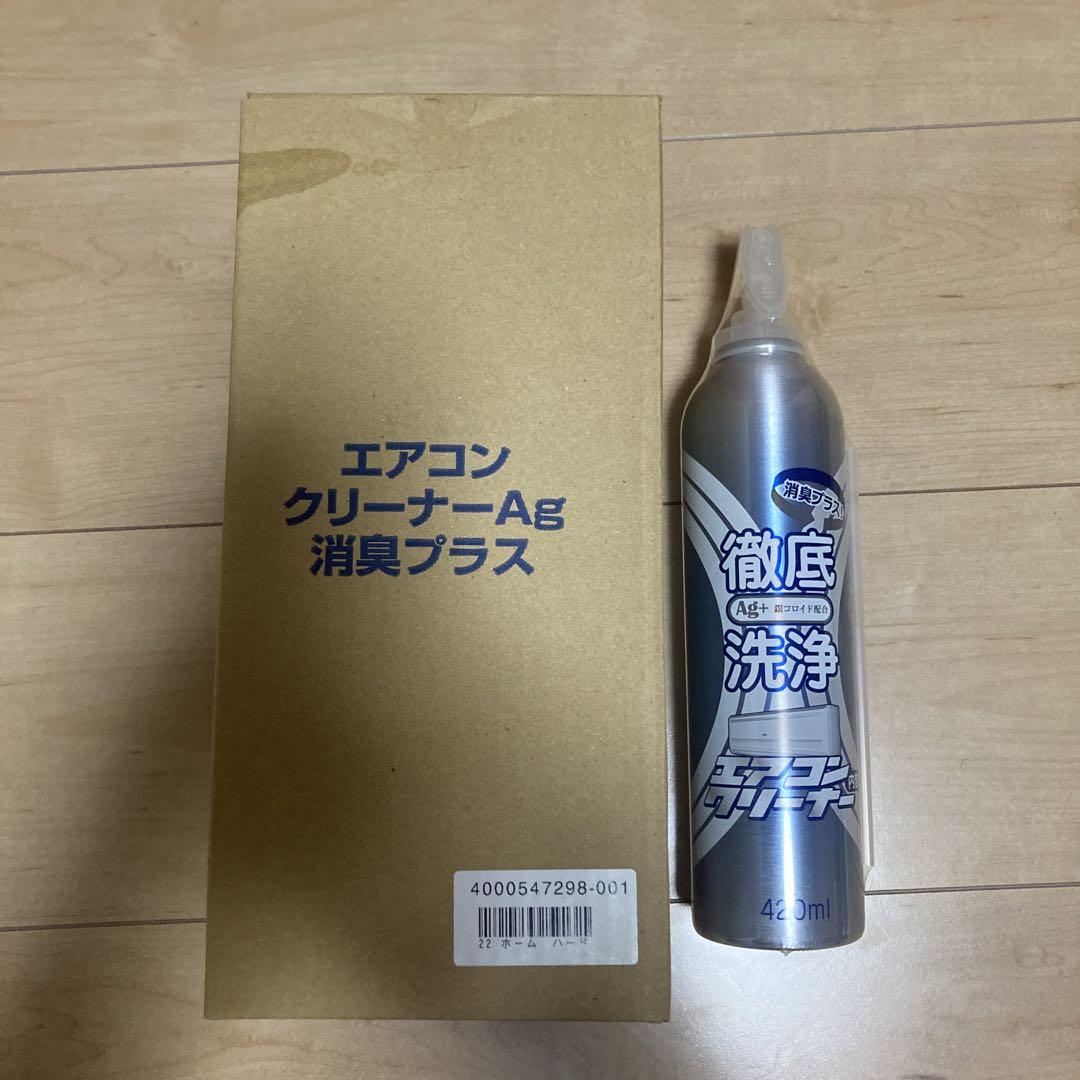 エアコン
クリーナーAg
消臭プラス
4000547298-001
22 ホーム
消臭プラス
徹底
Ag+ 銀コロイド配合
洗浄
エアコン
クリーナー
420ml